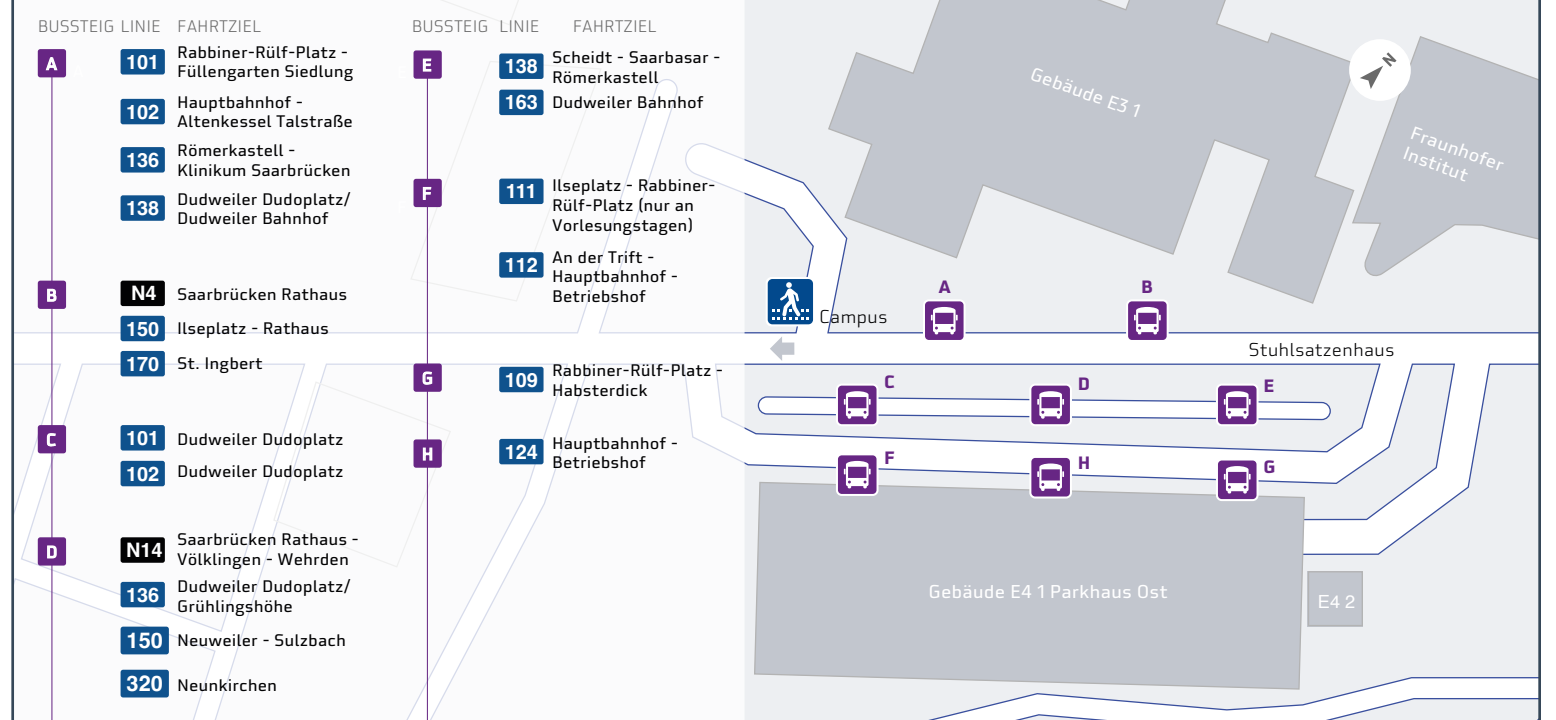 BUSSTEIG LINIE FAHRTZIEL
A
101 Rabbiner-Rülf-Platz -
Füllengarten Siedlung
102 Hauptbahnhof -
Altenkessel Talstraße
136 Römerkastell -
Klinikum Saarbrücken
138 Dudweiler Dudoplatz/
Dudweiler Bahnhof
B
N4 Saarbrücken Rathaus
150 Ilseplatz - Rathaus
170 St. Ingbert
C
101 Dudweiler Dudoplatz
102 Dudweiler Dudoplatz
D
N14 Saarbrücken Rathaus -
Völklingen - Wehrden
136 Dudweiler Dudoplatz/
Grühlingshöhe
150 Neuweiler - Sulzbach
320 Neunkirchen
BUSSTEIG LINIE FAHRTZIEL
E
138 Scheidt - Saarbasar -
Römerkastell
163 Dudweiler Bahnhof
F
111 Ilseplatz - Rabbiner-
Rülf-Platz (nur an
Vorlesungstagen)
112 An der Trift -
Hauptbahnhof -
Betriebshof
G
109 Rabbiner-Rülf-Platz -
Habsterdick
H
124 Hauptbahnhof -
Betriebshof
Gebäude E3 1
N
Fraunhofer
Institut
A
B
Campus
Stuhlsatzenhaus
C
D
E
F
H
G
Gebäude E4 1 Parkhaus Ost
E4 2